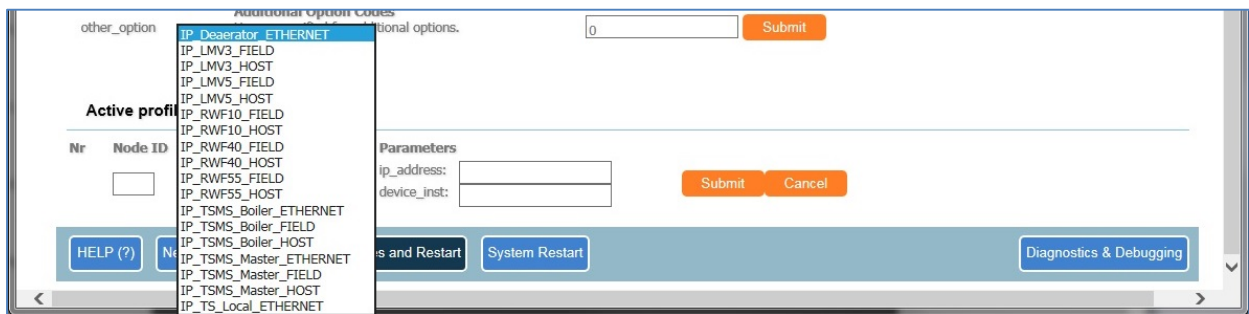 Additional Option Codes
other_option
tional options.
0
Submit
IP_Deaerator_ETHERNET
IP_LMV3_FIELD
IP_LMV3_HOST
IP_LMV5_FIELD
IP_LMV5_HOST
IP_RWF10_FIELD
IP_RWF10_HOST
IP_RWF40_FIELD
IP_RWF40_HOST
IP_RWF55_FIELD
IP_RWF55_HOST
IP_TSMS_Boiler_ETHERNET
IP_TSMS_Boiler_FIELD
IP_TSMS_Boiler_HOST
IP_TSMS_Master_ETHERNET
IP_TSMS_Master_FIELD
IP_TSMS_Master_HOST
IP_TS_Local_ETHERNET
Active profil
Nr Node ID Parameters
ip_address:
device_inst:
Submit Cancel
HELP (?) Ne s and Restart System Restart Diagnostics & Debugging